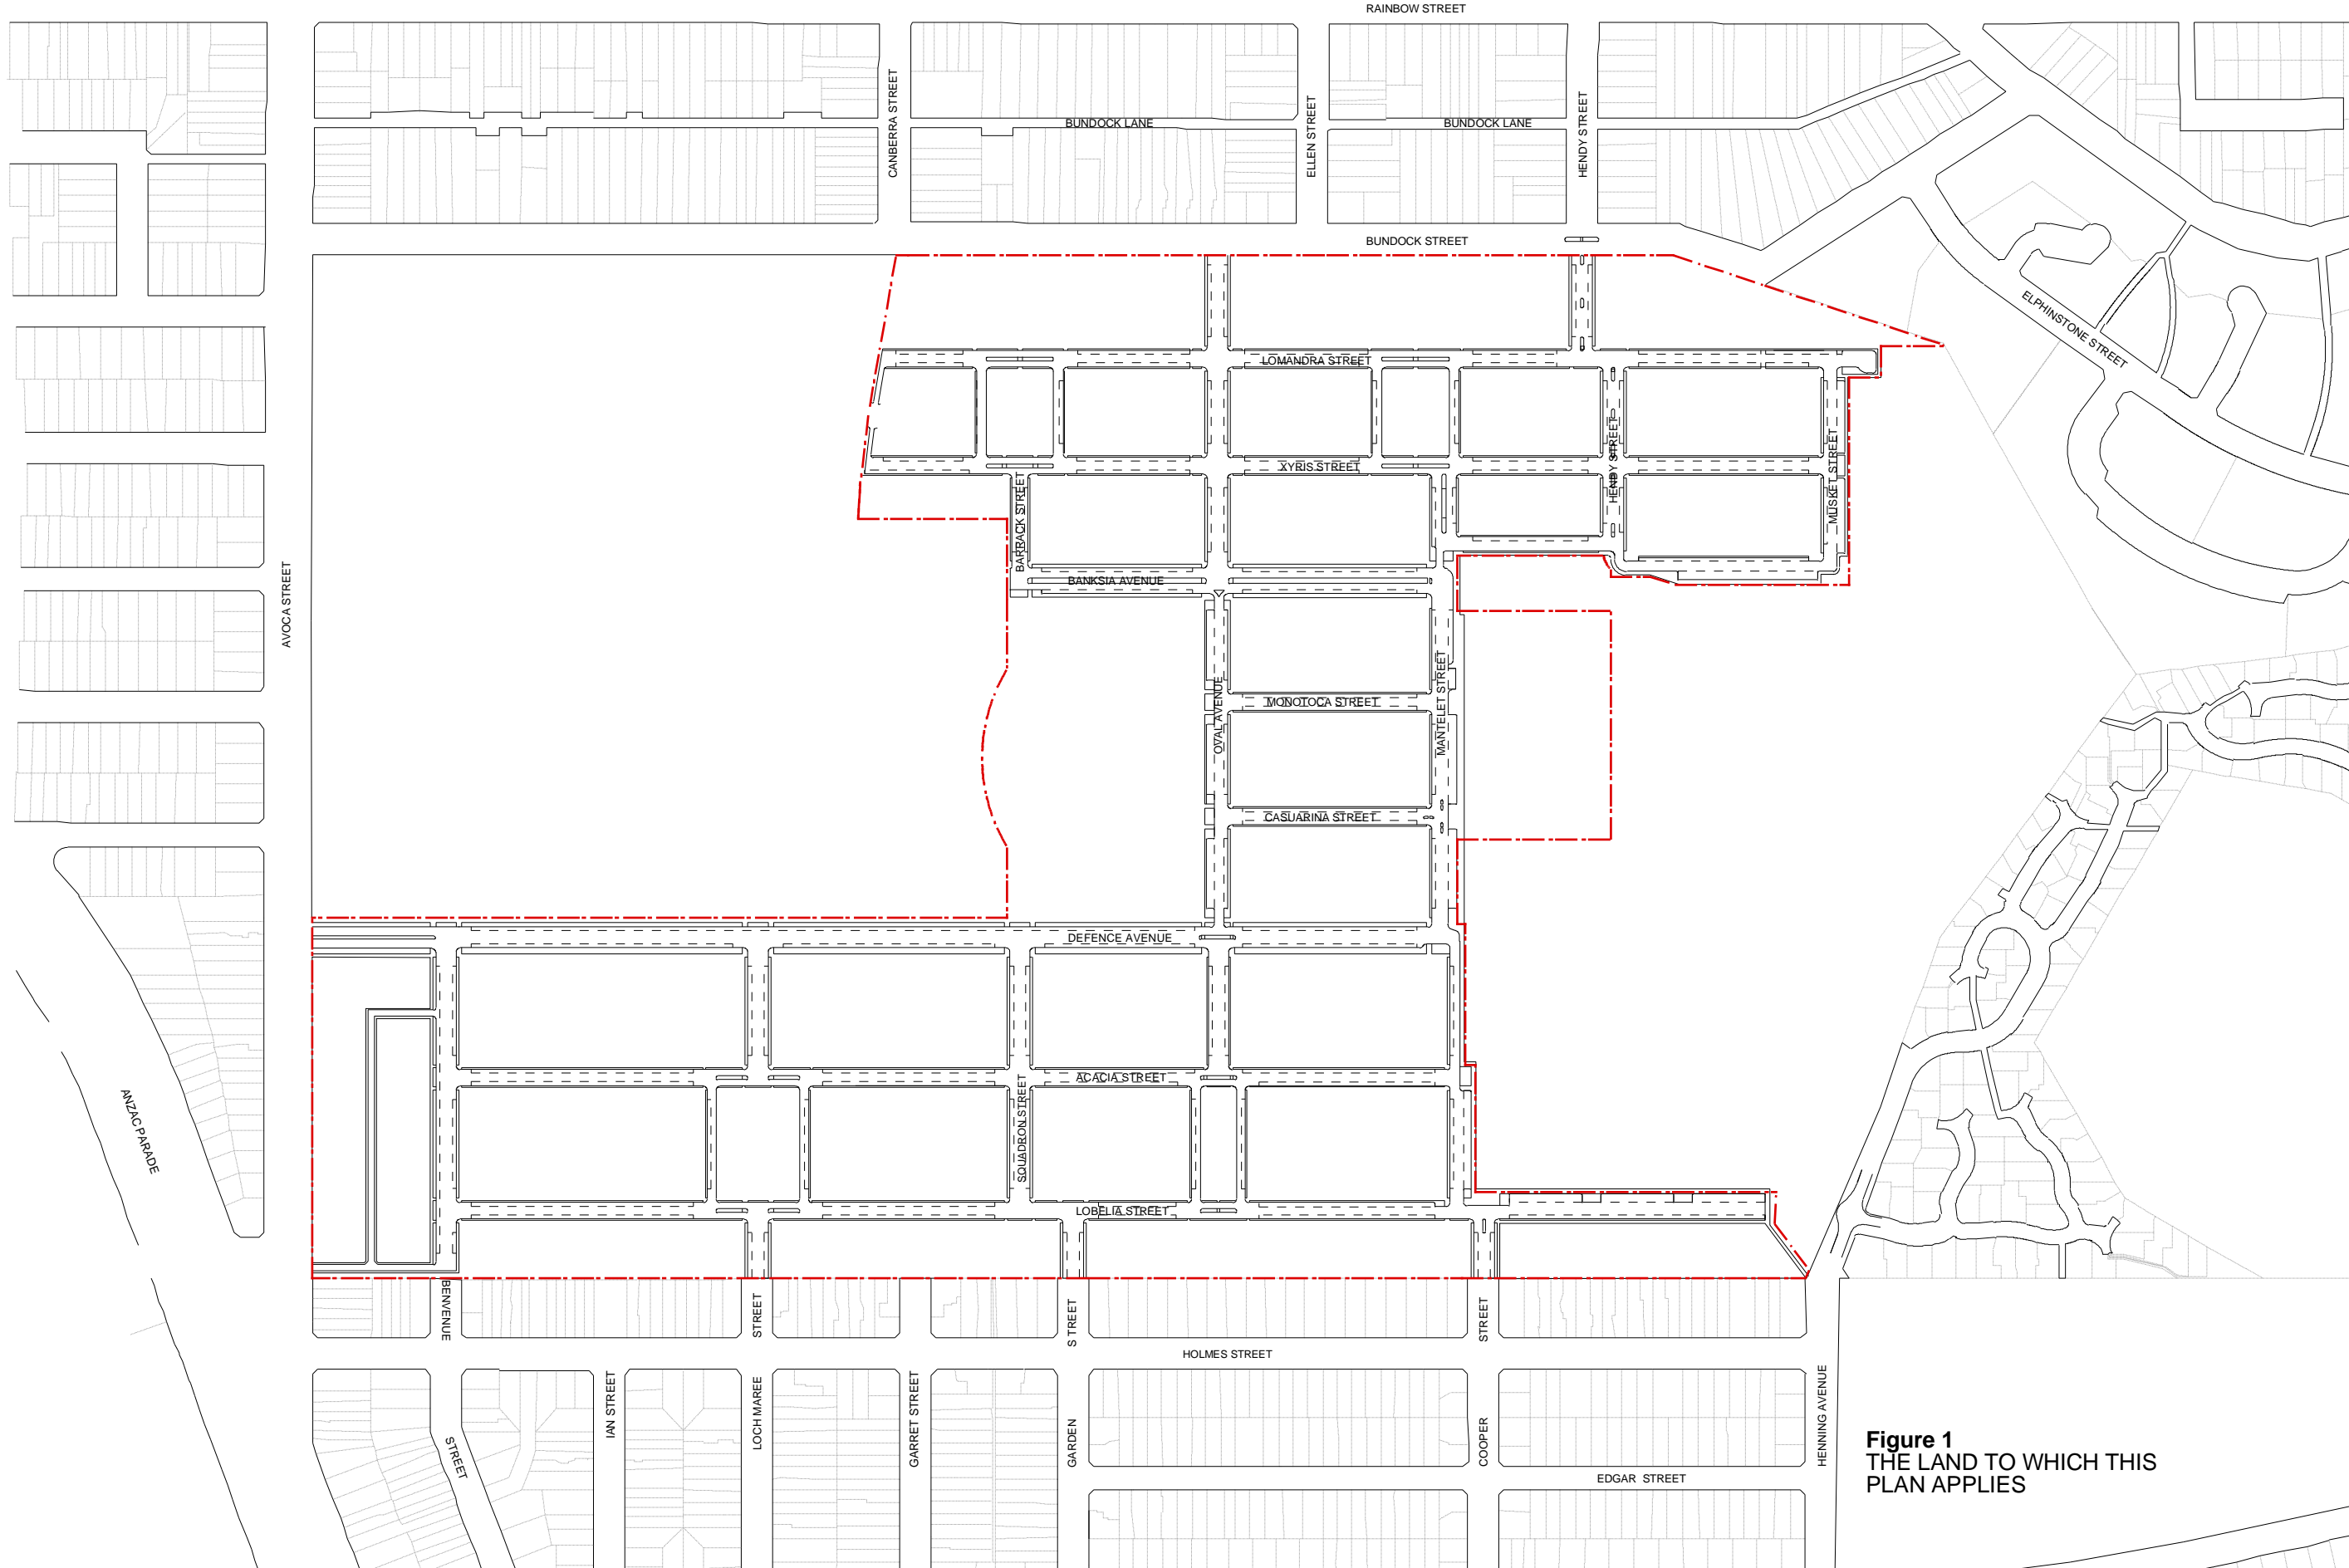 RAINBOW STREET
CANBERRA STREET
BUNDOCK LANE
ELLEN STREET
BUNDOCK LANE
HENDY STREET
BUNDOCK STREET
ELPHINSTONE STREET
LOMANDRA STREET
XYRIS STREET
HENDY STREET
MUSKET STREET
BARRACK STREET
BANKSIA AVENUE
AVOCA STREET
OVAL AVENUE
MONOTOCA STREET
MANTELET STREET
CASUARINA STREET
DEFENCE AVENUE
ANZAC PARADE
ACACIA STREET
SQUADRON STREET
LOBELIA STREET
BENVENUE
STREET
STREET
STREET
HOLMES STREET
IAN STREET
LOCH MAREE
GARRET STREET
GARDEN
COOPER
HENNING AVENUE
STREET
EDGAR STREET
Figure 1
THE LAND TO WHICH THIS
PLAN APPLIES